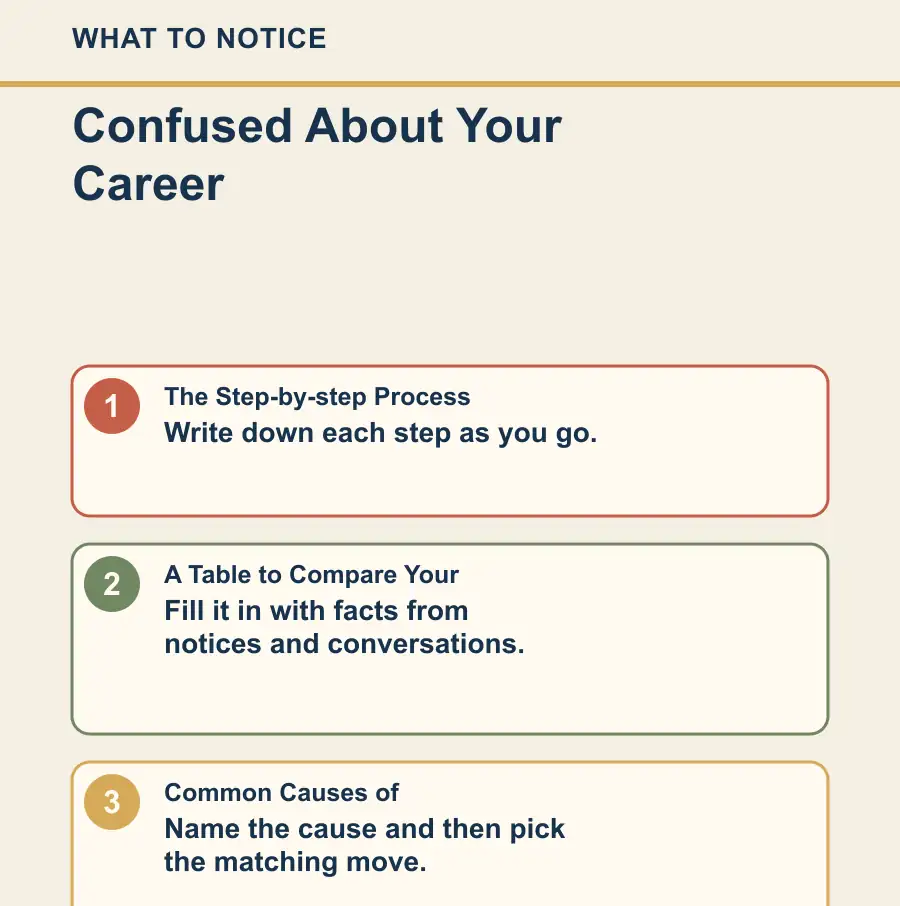 WHAT TO NOTICE
Confused About Your
Career
1
The Step-by-step Process
Write down each step as you go.
2
A Table to Compare Your
Fill it in with facts from
notices and conversations.
3
Common Causes of
Name the cause and then pick
the matching move.